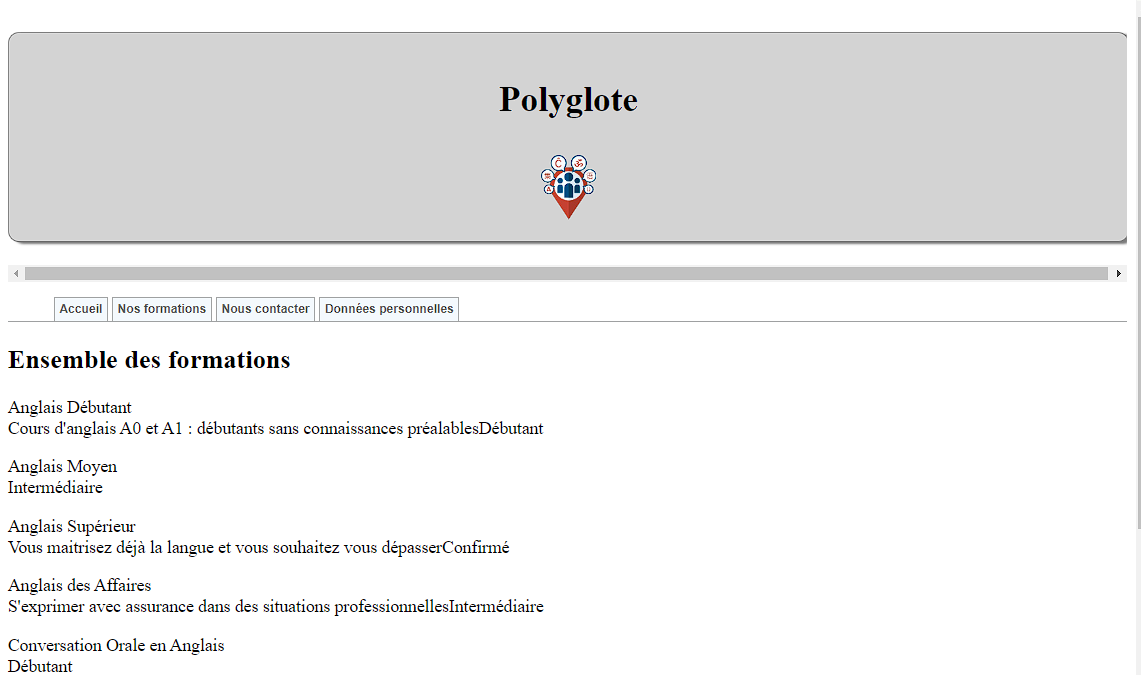 Polyglote
Accueil
Nos formations
Nous contacter
Données personnelles
Ensemble des formations
Anglais Débutant
Cours d'anglais A0 et A1 : débutants sans connaissances préalablesDébutant
Anglais Moyen
Intermédiaire
Anglais Supérieur
Vous maitrisez déjà la langue et vous souhaitez vous dépasserConfirmé
Anglais des Affaires
S'exprimer avec assurance dans des situations professionnellesIntermédiaire
Conversation Orale en Anglais
Débutant